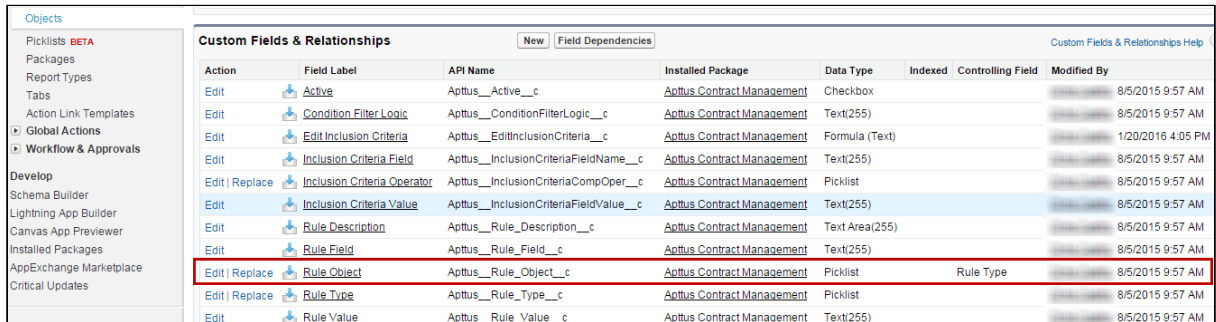 Objects
Picklists BETA
Packages
Report Types
Tabs
Action Link Templates
Global Actions
Workflow & Approvals
Develop
Schema Builder
Lightning App Builder
Canvas App Previewer
Installed Packages
AppExchange Marketplace
Critical Updates
Custom Fields & Relationships New Field Dependencies Custom Fields & Relationships Help
Action Field Label API Name Installed Package Data Type Indexed Controlling Field Modified By
Edit Active Apttus__Active__c Apttus Contract Management Checkbox 8/5/2015 9:57 AM
Edit Condition Filter Logic Apttus__ConditionFilterLogic__c Apttus Contract Management Text(255) 8/5/2015 9:57 AM
Edit Edit Inclusion Criteria Apttus__EditInclusionCriteria__c Apttus Contract Management Formula (Text) 1/20/2016 4:05 PM
Edit Inclusion Criteria Field Apttus__InclusionCriteriaFieldName__c Apttus Contract Management Text(255) 8/5/2015 9:57 AM
Edit | Replace Inclusion Criteria Operator Apttus__InclusionCriteriaCompOper__c Apttus Contract Management Picklist 8/5/2015 9:57 AM
Edit Inclusion Criteria Value Apttus__InclusionCriteriaFieldValue__c Apttus Contract Management Text(255) 8/5/2015 9:57 AM
Edit Rule Description Apttus__Rule_Description__c Apttus Contract Management Text Area(255) 8/5/2015 9:57 AM
Edit Rule Field Apttus__Rule_Field__c Apttus Contract Management Text(255) 8/5/2015 9:57 AM
Edit | Replace Rule Object Apttus__Rule_Object__c Apttus Contract Management Picklist Rule Type 8/5/2015 9:57 AM
Edit | Replace Rule Type Apttus__Rule_Type__c Apttus Contract Management Picklist 8/5/2015 9:57 AM
Edit Rule Value Apttus__Rule_Value__c Apttus Contract Management Text(255) 8/5/2015 9:57 AM